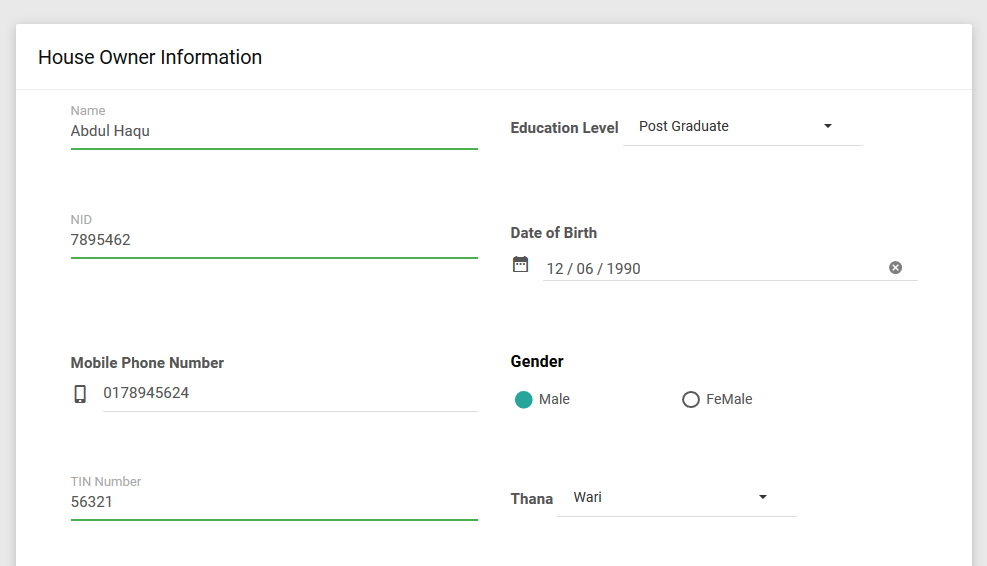 House Owner Information
Name
Abdul Haqu
Education Level Post Graduate
NID
7895462
Date of Birth
12 / 06 / 1990
Mobile Phone Number
0178945624
Gender
Male FeMale
TIN Number
56321
Thana Wari